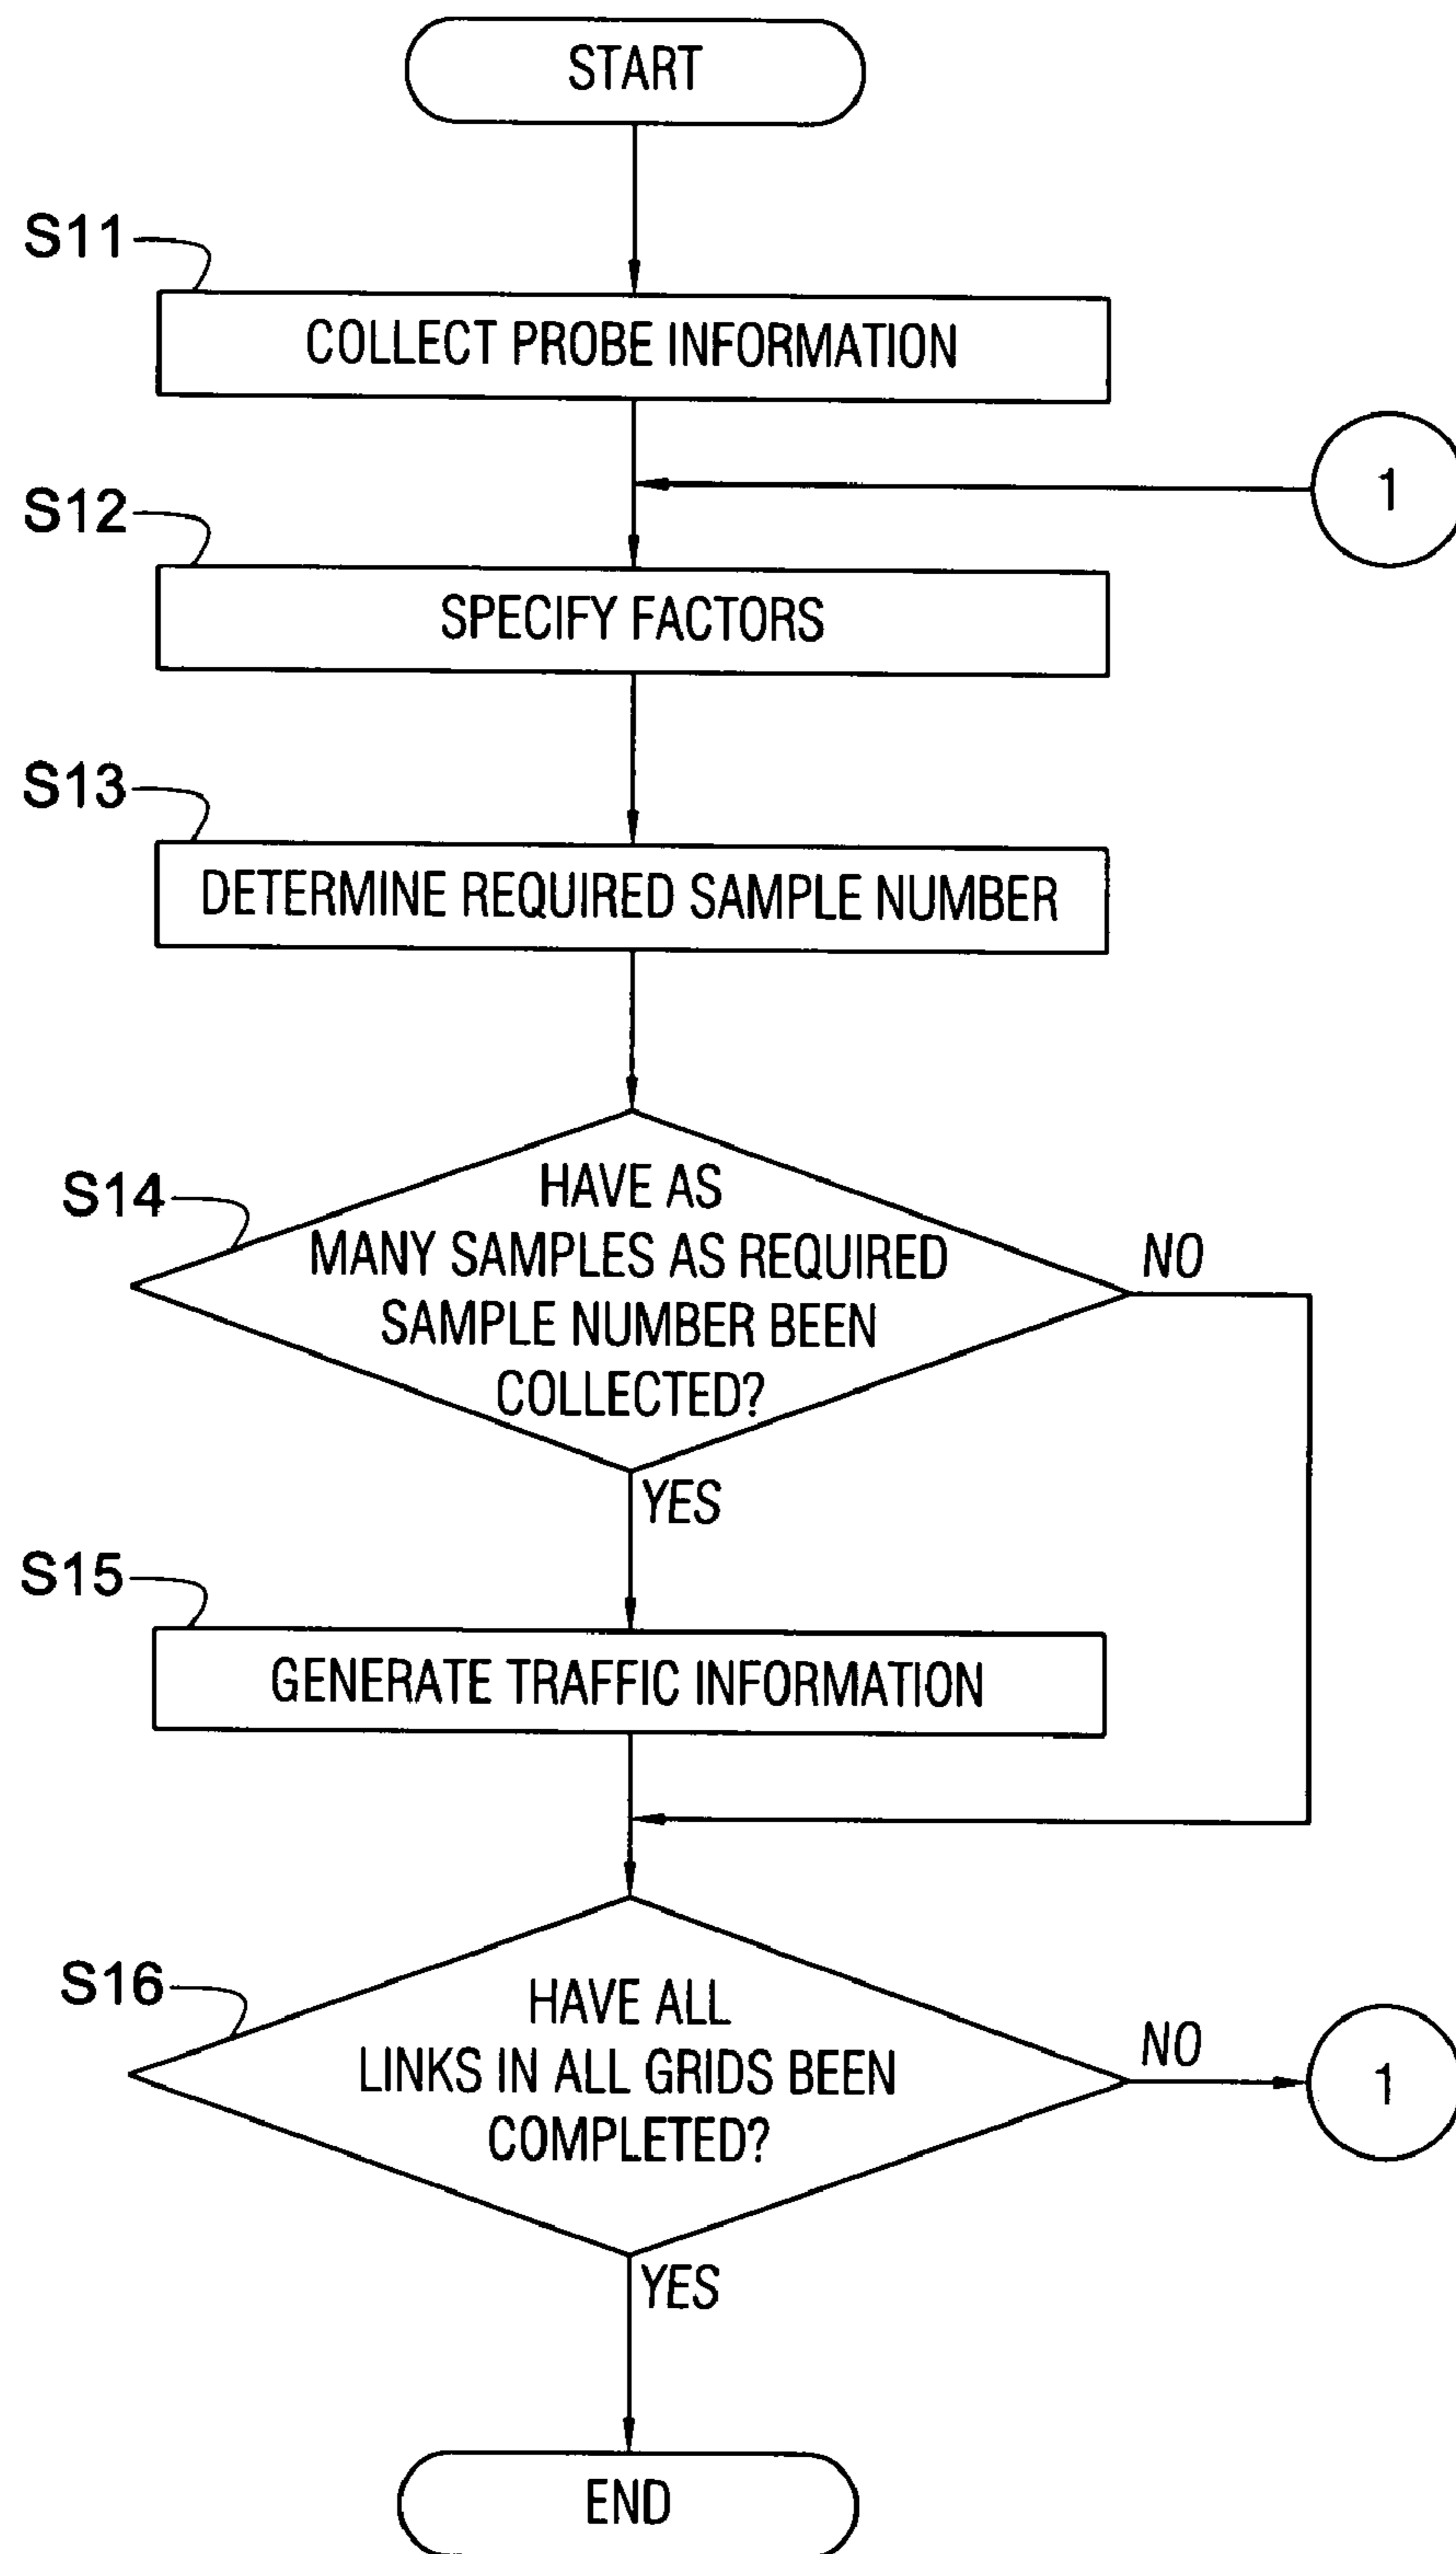 START
S11
COLLECT PROBE INFORMATION
1
S12
SPECIFY FACTORS
S13
DETERMINE REQUIRED SAMPLE NUMBER
S14
HAVE AS
MANY SAMPLES AS REQUIRED
SAMPLE NUMBER BEEN
COLLECTED?
NO
YES
S15
GENERATE TRAFFIC INFORMATION
S16
HAVE ALL
LINKS IN ALL GRIDS BEEN
COMPLETED?
NO
1
YES
END